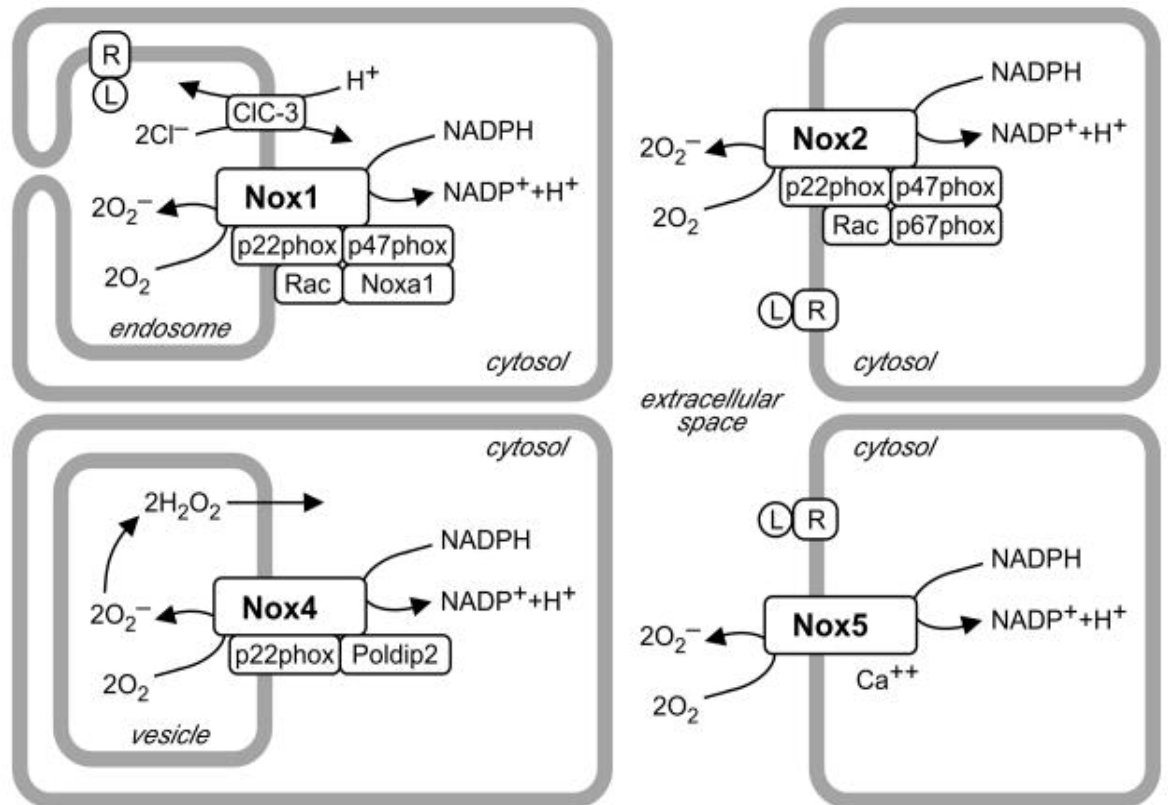 R
L
H⁺
ClC-3
2Cl⁻
NADPH
Nox1
NADP⁺+H⁺
2O₂⁻
p22phox p47phox
2O₂
Rac Noxa1
endosome
cytosol
NADPH
Nox2
NADP⁺+H⁺
2O₂⁻
p22phox p47phox
2O₂
Rac p67phox
L R
cytosol
extracellular
space
cytosol
2H₂O₂
NADPH
Nox4
NADP⁺+H⁺
2O₂⁻
p22phox Poldip2
2O₂
vesicle
cytosol
L R
NADPH
Nox5
NADP⁺+H⁺
2O₂⁻
Ca⁺⁺
2O₂